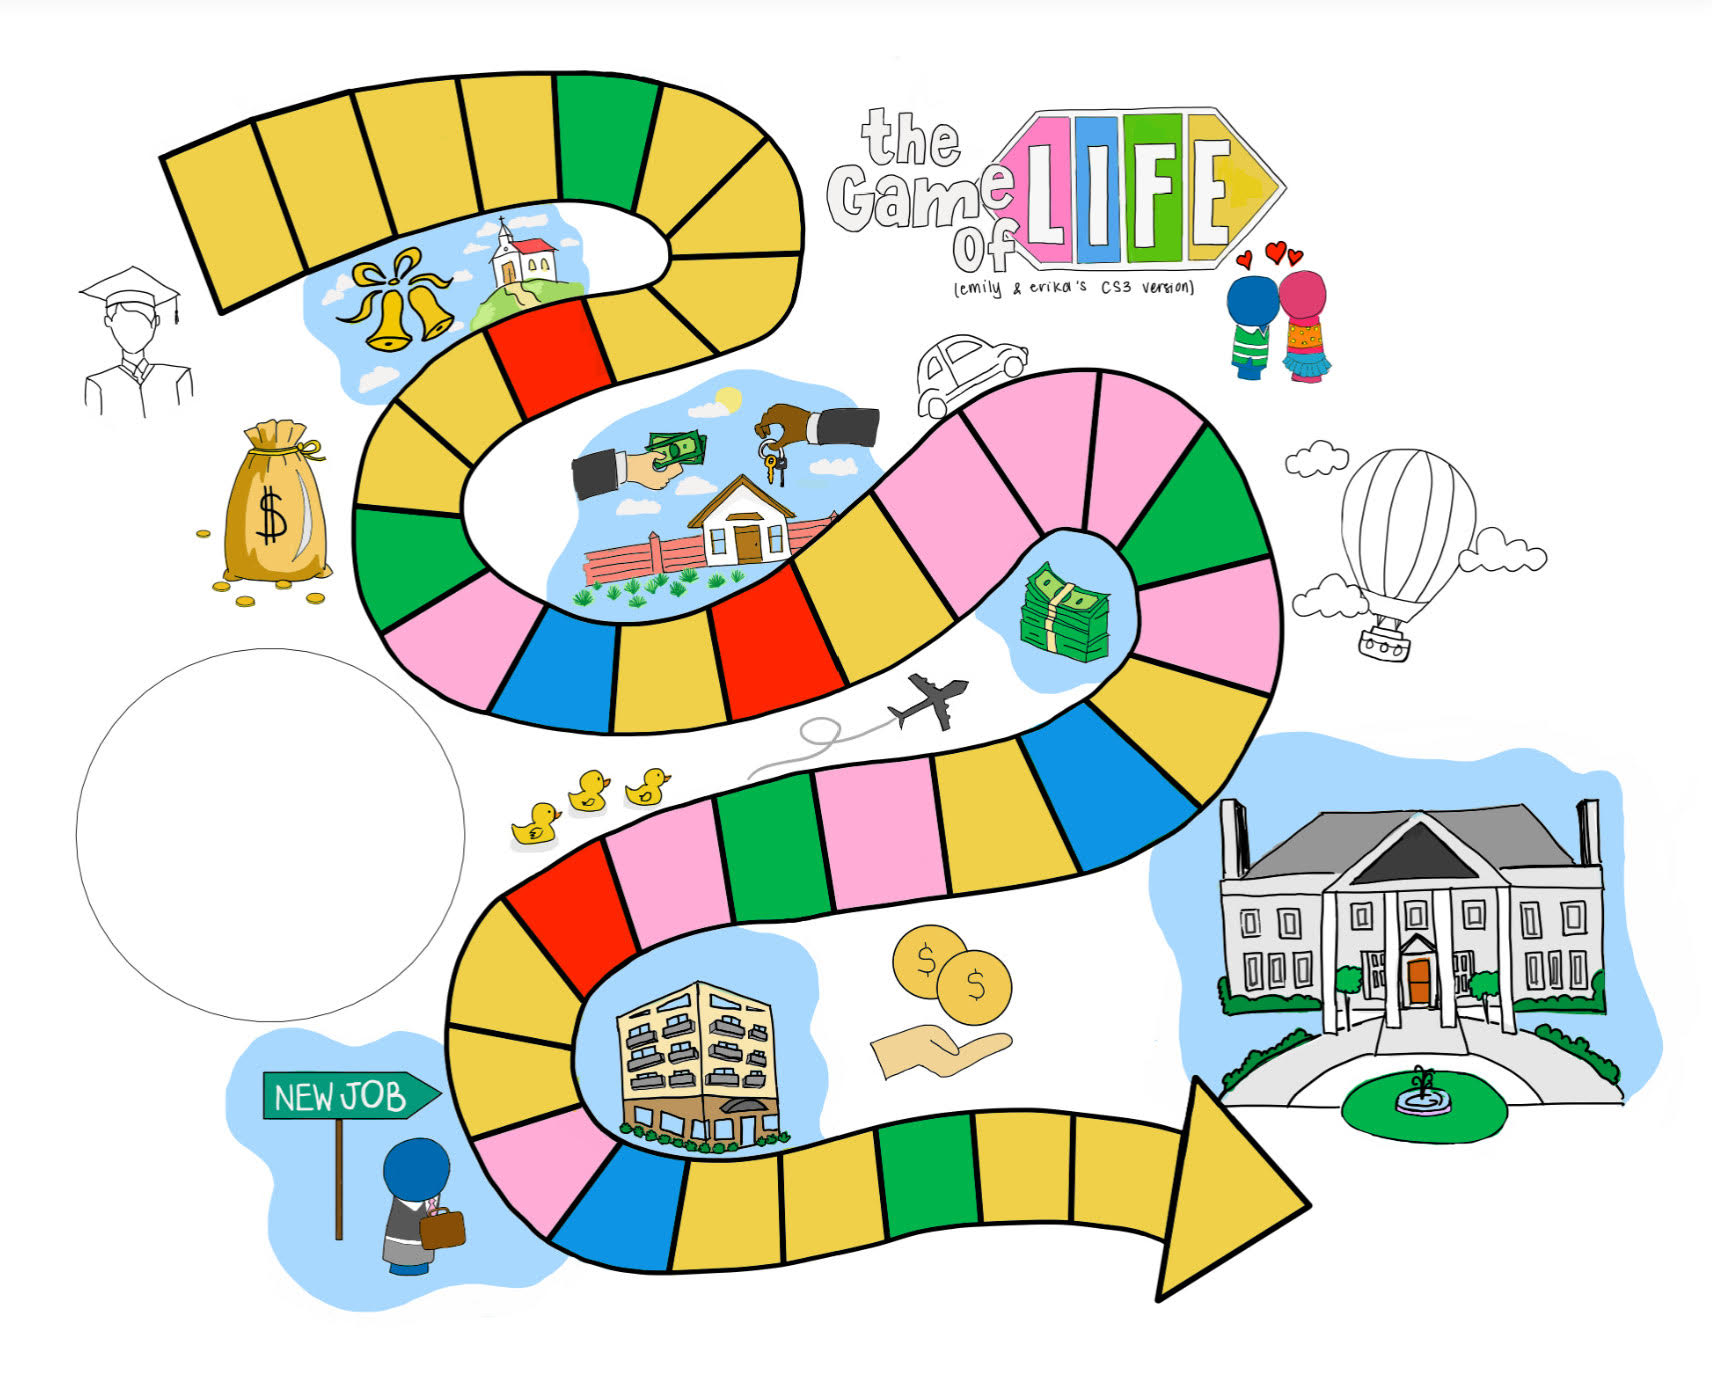 the
Game
of
LIFE
(emily & erika's CS3 version)
$
$
$
NEW JOB